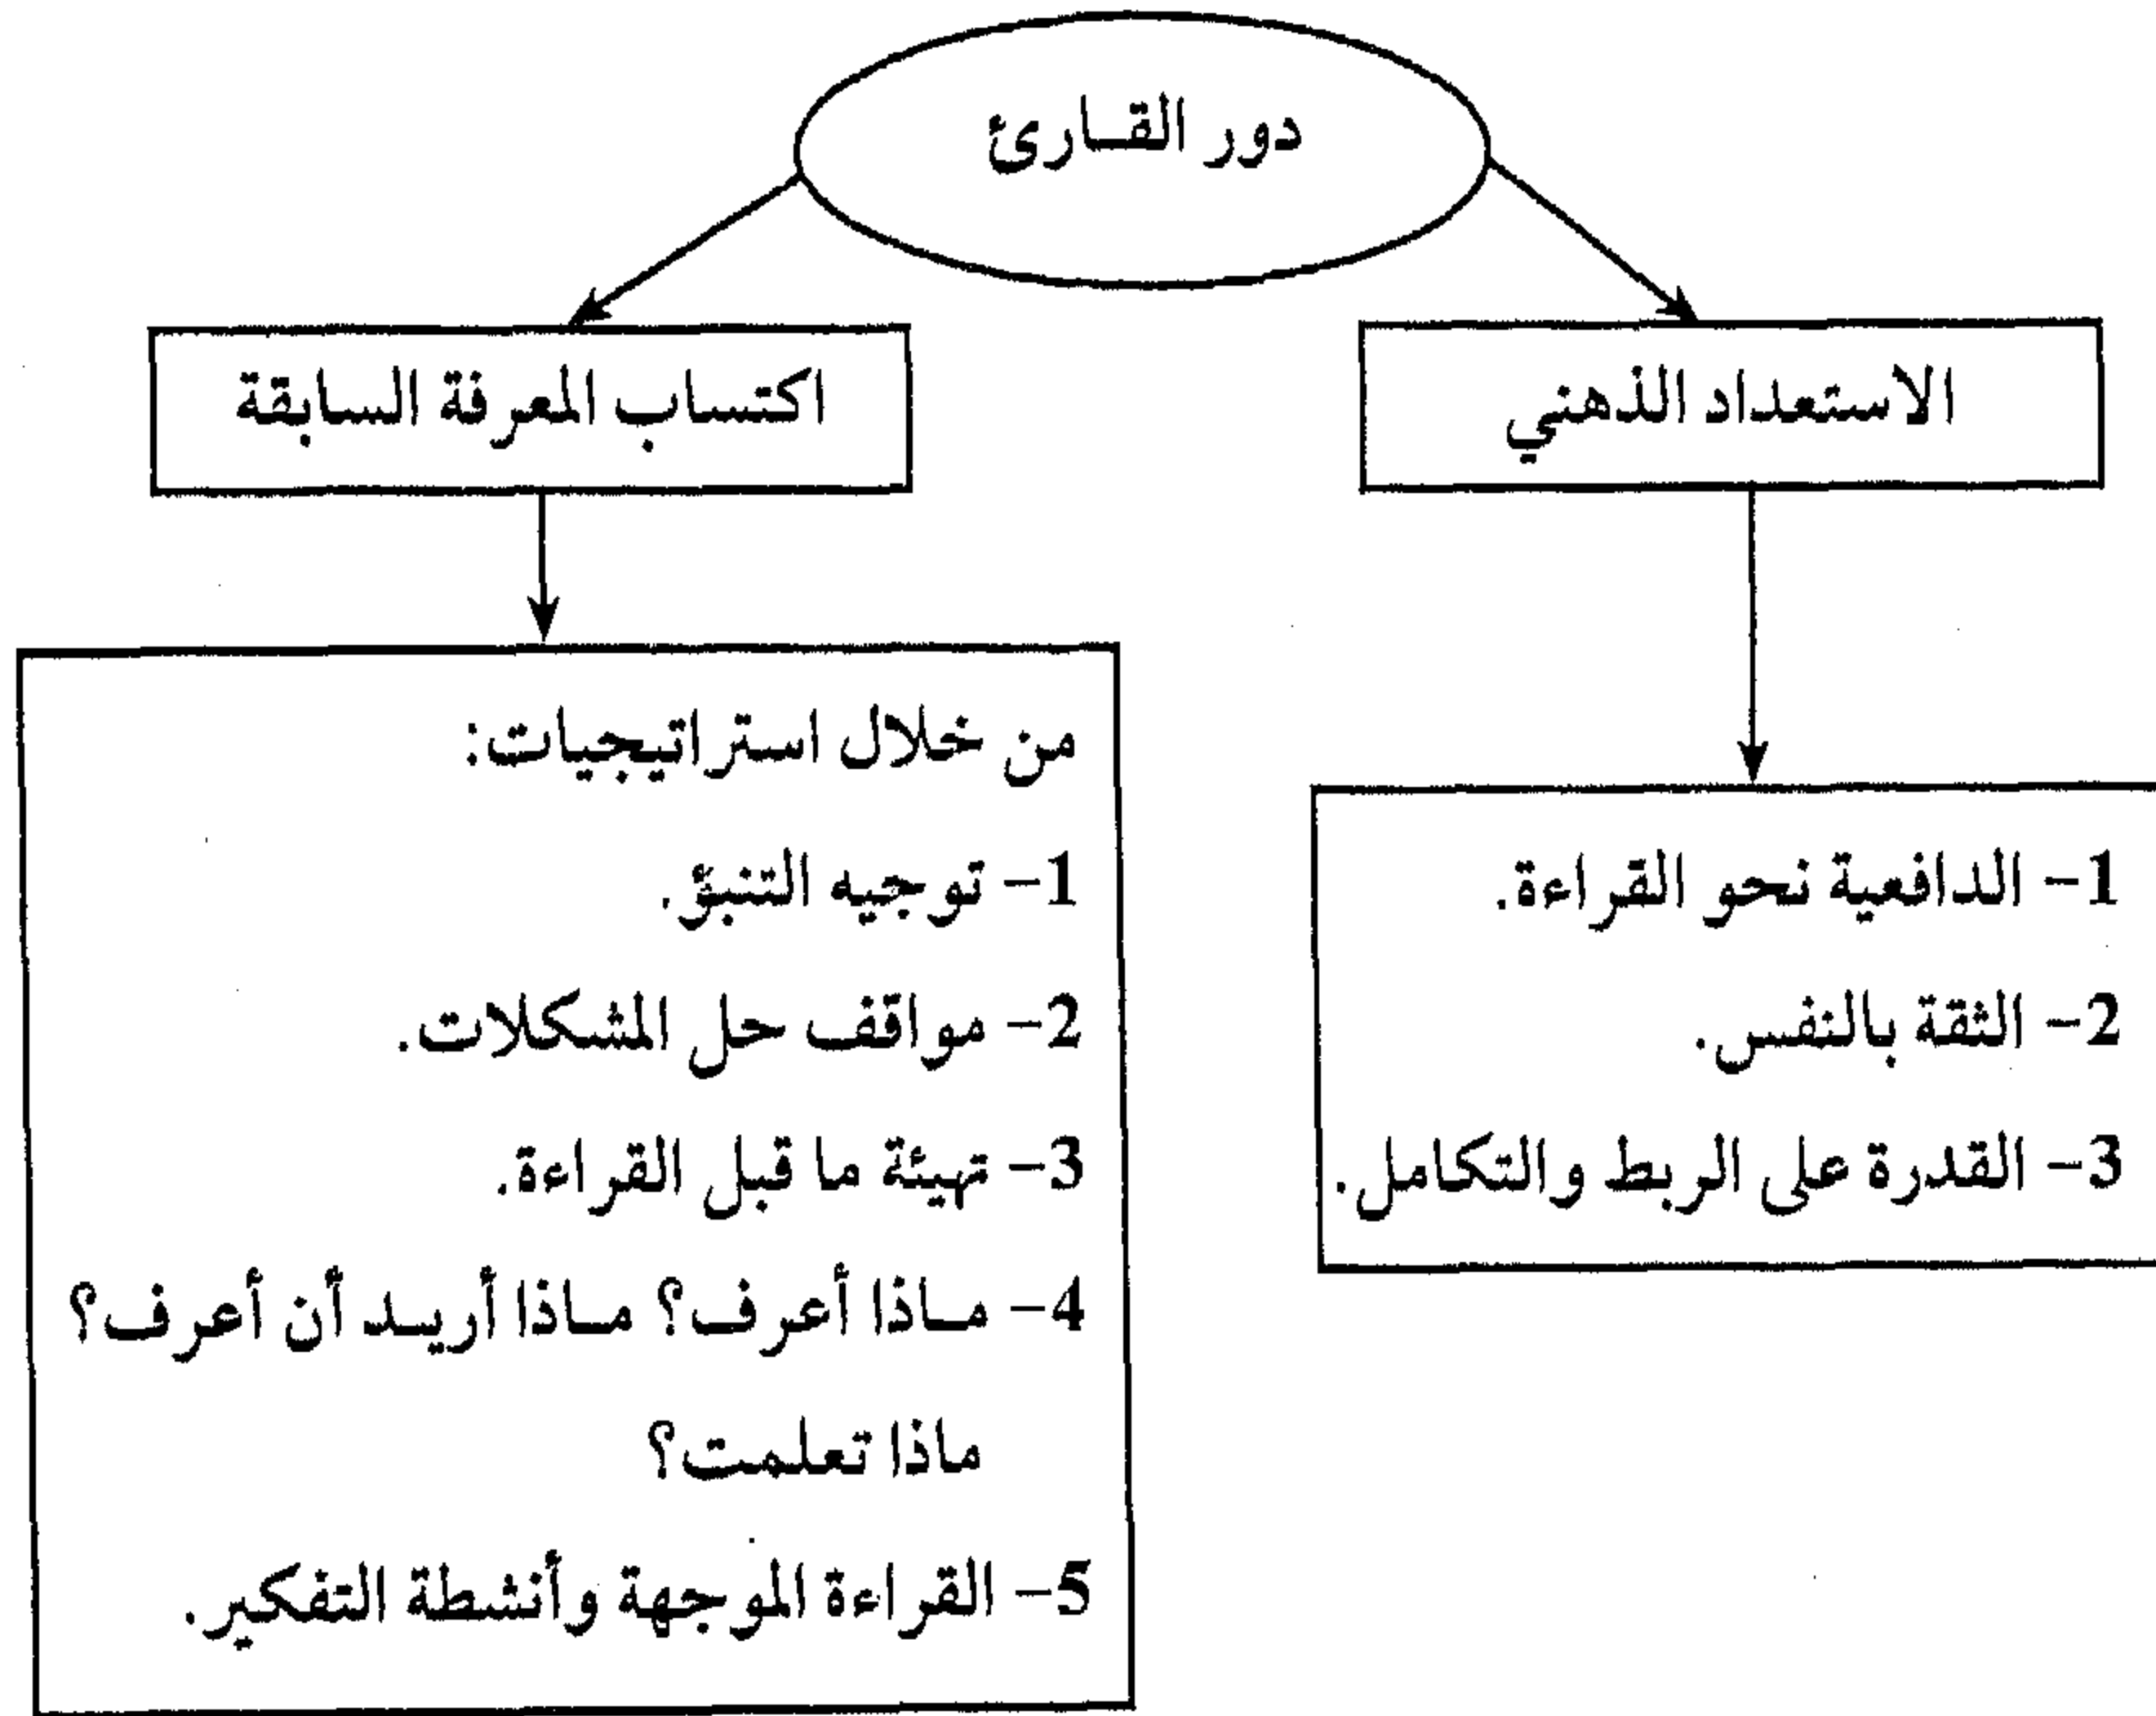 دور القارئ
الاستعداد الذهني
اكتساب المعرفة السابقة
1- الدافعية نحو القراءة.
2- الثقة بالنفس.
3- القدرة على الربط والتكامل.
من خلال استراتيجيات:
1- توجيه التنبؤ.
2- مواقف حل المشكلات.
3- تهيئة ما قبل القراءة.
4- ماذا أعرف؟ ماذا أريد أن أعرف؟
ماذا تعلمت؟
5- القراءة الموجهة وأنشطة التفكير.